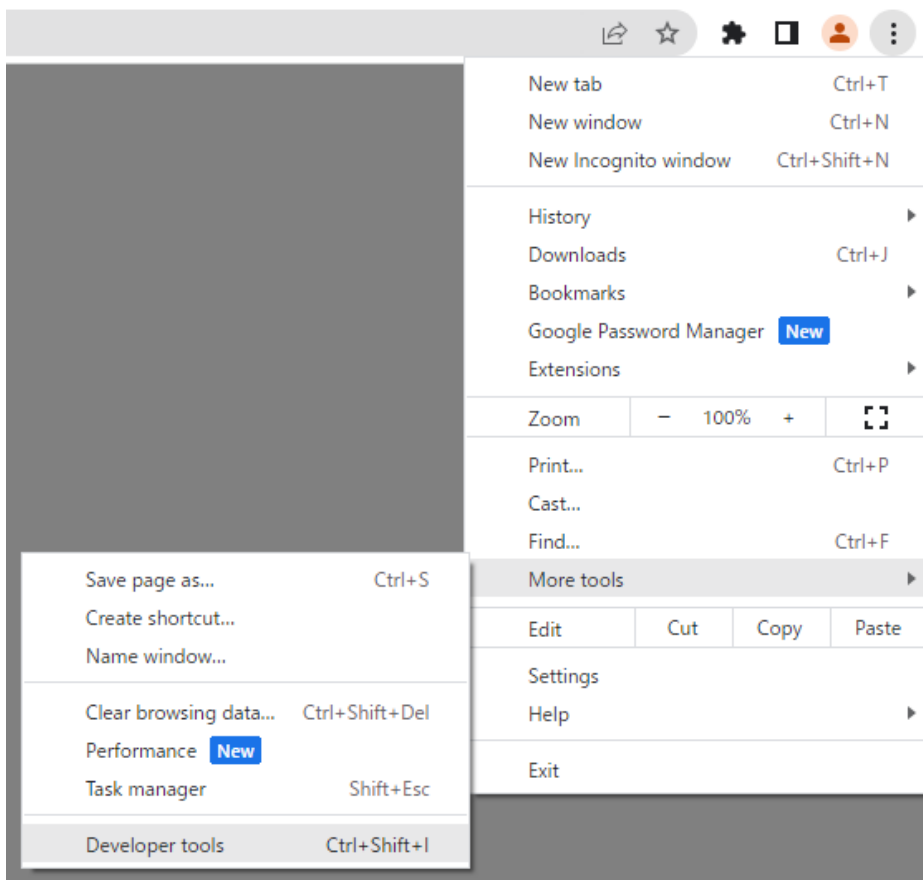 New tab Ctrl+T
New window Ctrl+N
New Incognito window Ctrl+Shift+N
History
Downloads Ctrl+J
Bookmarks
Google Password Manager New
Extensions
Zoom − 100% +
Print... Ctrl+P
Cast...
Find... Ctrl+F
More tools
Edit Cut Copy Paste
Settings
Help
Exit
Save page as... Ctrl+S
Create shortcut...
Name window...
Clear browsing data... Ctrl+Shift+Del
Performance New
Task manager Shift+Esc
Developer tools Ctrl+Shift+I